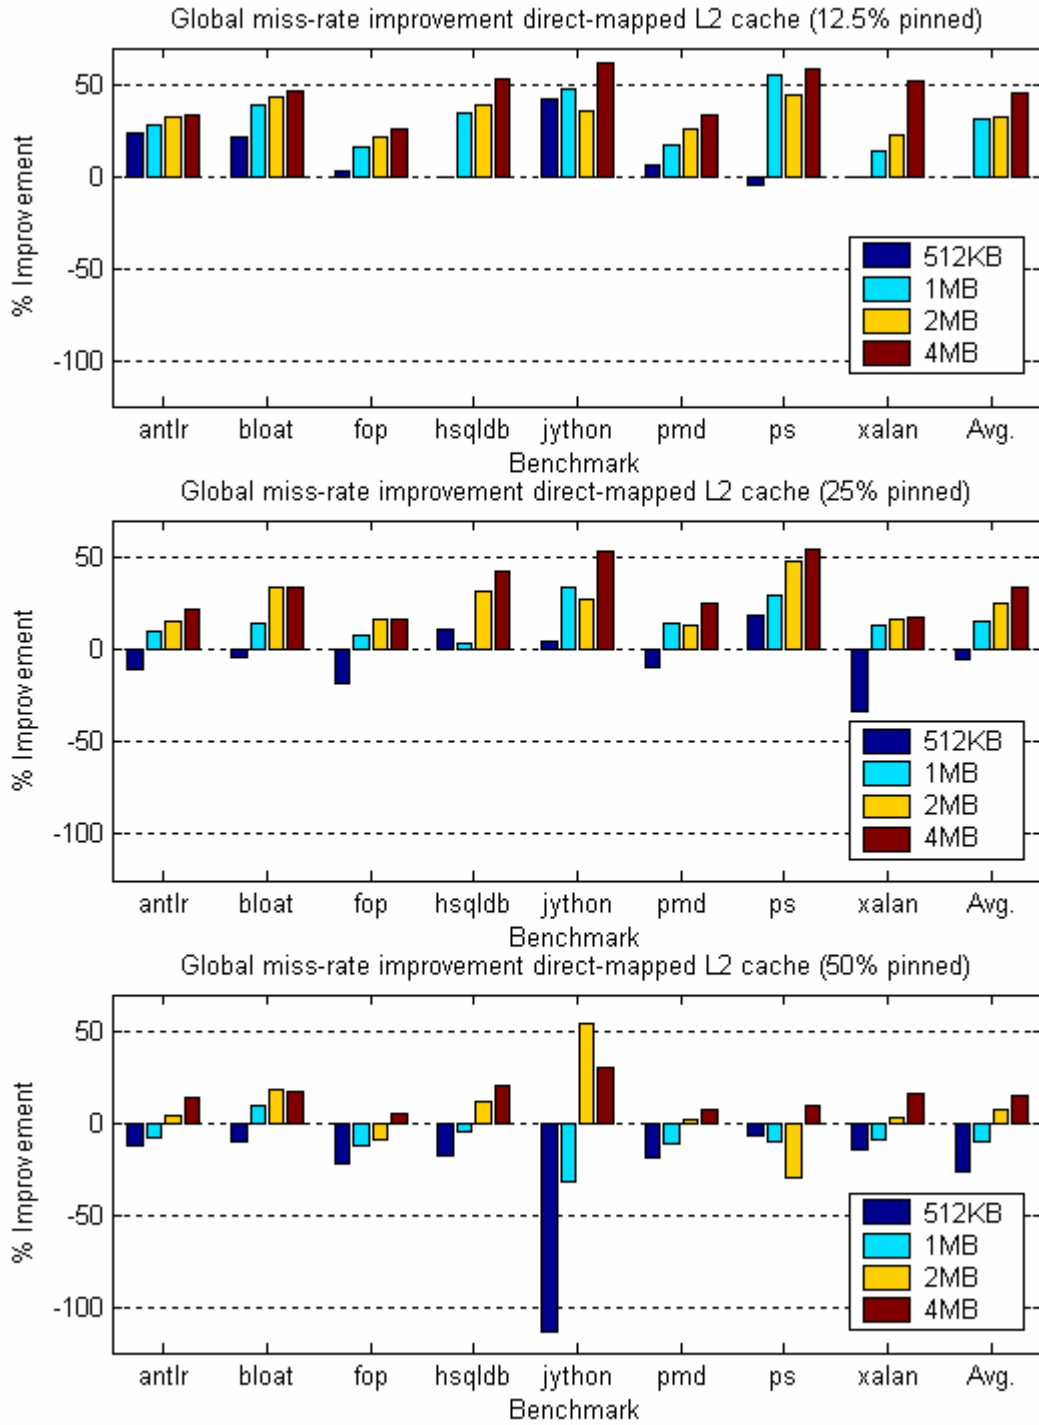 Global miss-rate improvement direct-mapped L2 cache (12.5% pinned)
50
0
-50
-100
% Improvement
512KB
1MB
2MB
4MB
antlr bloat fop hsqldb jython pmd ps xalan Avg.
Benchmark
Global miss-rate improvement direct-mapped L2 cache (25% pinned)
50
0
-50
-100
% Improvement
512KB
1MB
2MB
4MB
antlr bloat fop hsqldb jython pmd ps xalan Avg.
Benchmark
Global miss-rate improvement direct-mapped L2 cache (50% pinned)
50
0
-50
-100
% Improvement
512KB
1MB
2MB
4MB
antlr bloat fop hsqldb jython pmd ps xalan Avg.
Benchmark